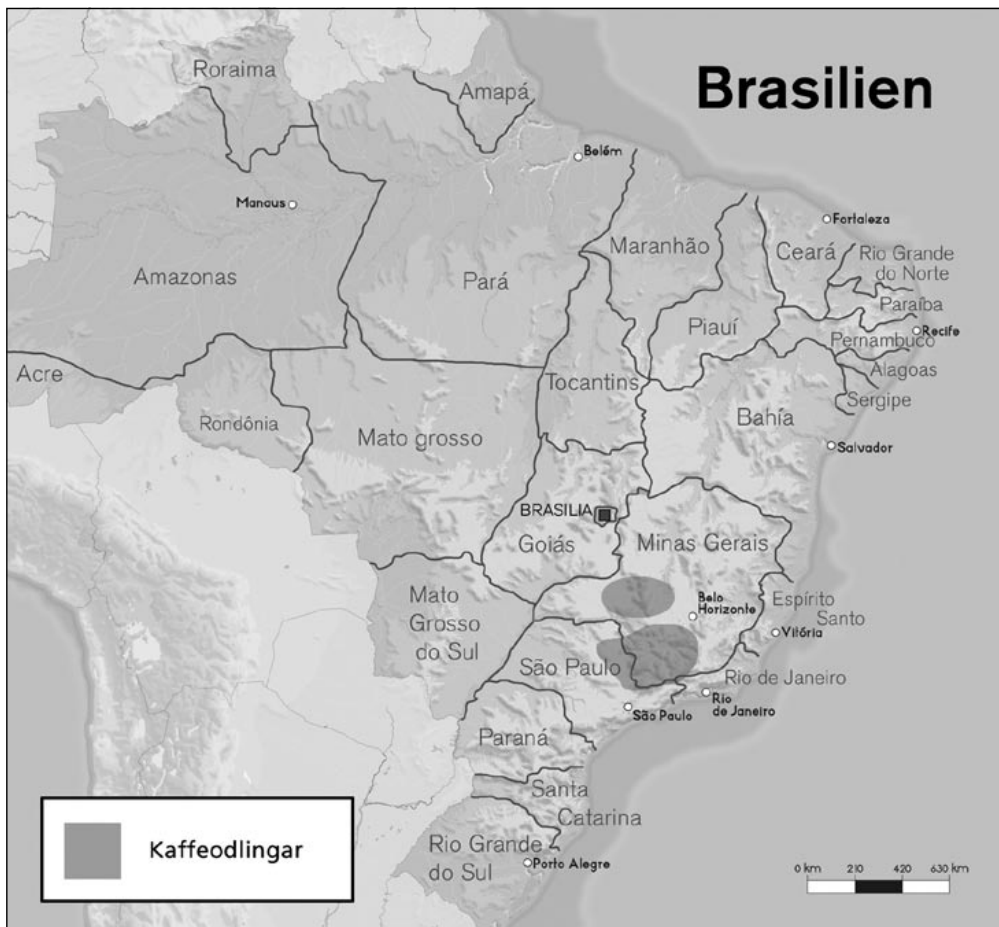 Brasilien
Roraima
Amapá
Belém
Manaus
Fortaleza
Maranhão
Ceará
Rio Grande
do Norte
Amazonas
Pará
Paraíba
Piauí
Recife
Pernambuco
Acre
Tocantins
Alagoas
Sergipe
Rondônia
Mato grosso
Bahía
Salvador
BRASILIA
Goiás
Minas Gerais
Mato
Grosso
do Sul
Belo
Horizonte
Espírito
Santo
Vitória
São Paulo
Rio de Janeiro
São Paulo
Rio
de Janeiro
Paraná
Santa
Catarina
Rio Grande
do Sul
Porto Alegre
Kaffeodlingar
0 km 210 420 630 km